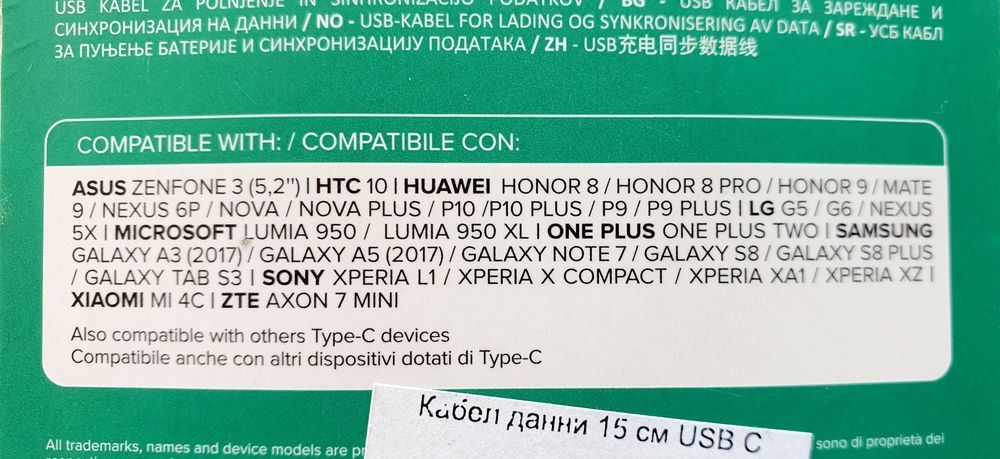 USB KABEL ZA POLNJENJE IN SINHRONIZACIJO PODATKOV / BG - USB КАБЕЛ ЗА ЗАРЕЖДАНЕ И
СИНХРОНИЗАЦИЯ НА ДАННИ / NO - USB-KABEL FOR LADING OG SYNKRONISERING AV DATA / SR - УСБ КАБЛ
ЗА ПУЊЕЊЕ БАТЕРИЈЕ И СИНХРОНИЗАЦИЈУ ПОДАТАКА / ZH - USB充电同步数据线
COMPATIBLE WITH: / COMPATIBILE CON:
ASUS ZENFONE 3 (5,2") | HTC 10 | HUAWEI HONOR 8 / HONOR 8 PRO / HONOR 9 / MATE
9 / NEXUS 6P / NOVA / NOVA PLUS / P10 /P10 PLUS / P9 / P9 PLUS | LG G5 / G6 / NEXUS
5X | MICROSOFT LUMIA 950 / LUMIA 950 XL | ONE PLUS ONE PLUS TWO | SAMSUNG
GALAXY A3 (2017) / GALAXY A5 (2017) / GALAXY NOTE 7 / GALAXY S8 / GALAXY S8 PLUS
/ GALAXY TAB S3 | SONY XPERIA L1 / XPERIA X COMPACT / XPERIA XA1 / XPERIA XZ |
XIAOMI MI 4C | ZTE AXON 7 MINI
Also compatible with others Type-C devices
Compatibile anche con altri dispositivi dotati di Type-C
Кабел данни 15 см USB C
All trademarks, names and device models are sono di proprietà dei